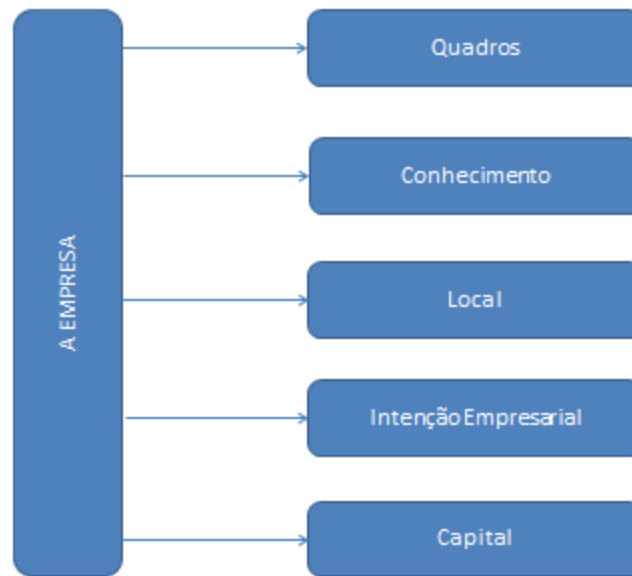 A EMPRESA
Quadros
Conhecimento
Local
Intenção Empresarial
Capital